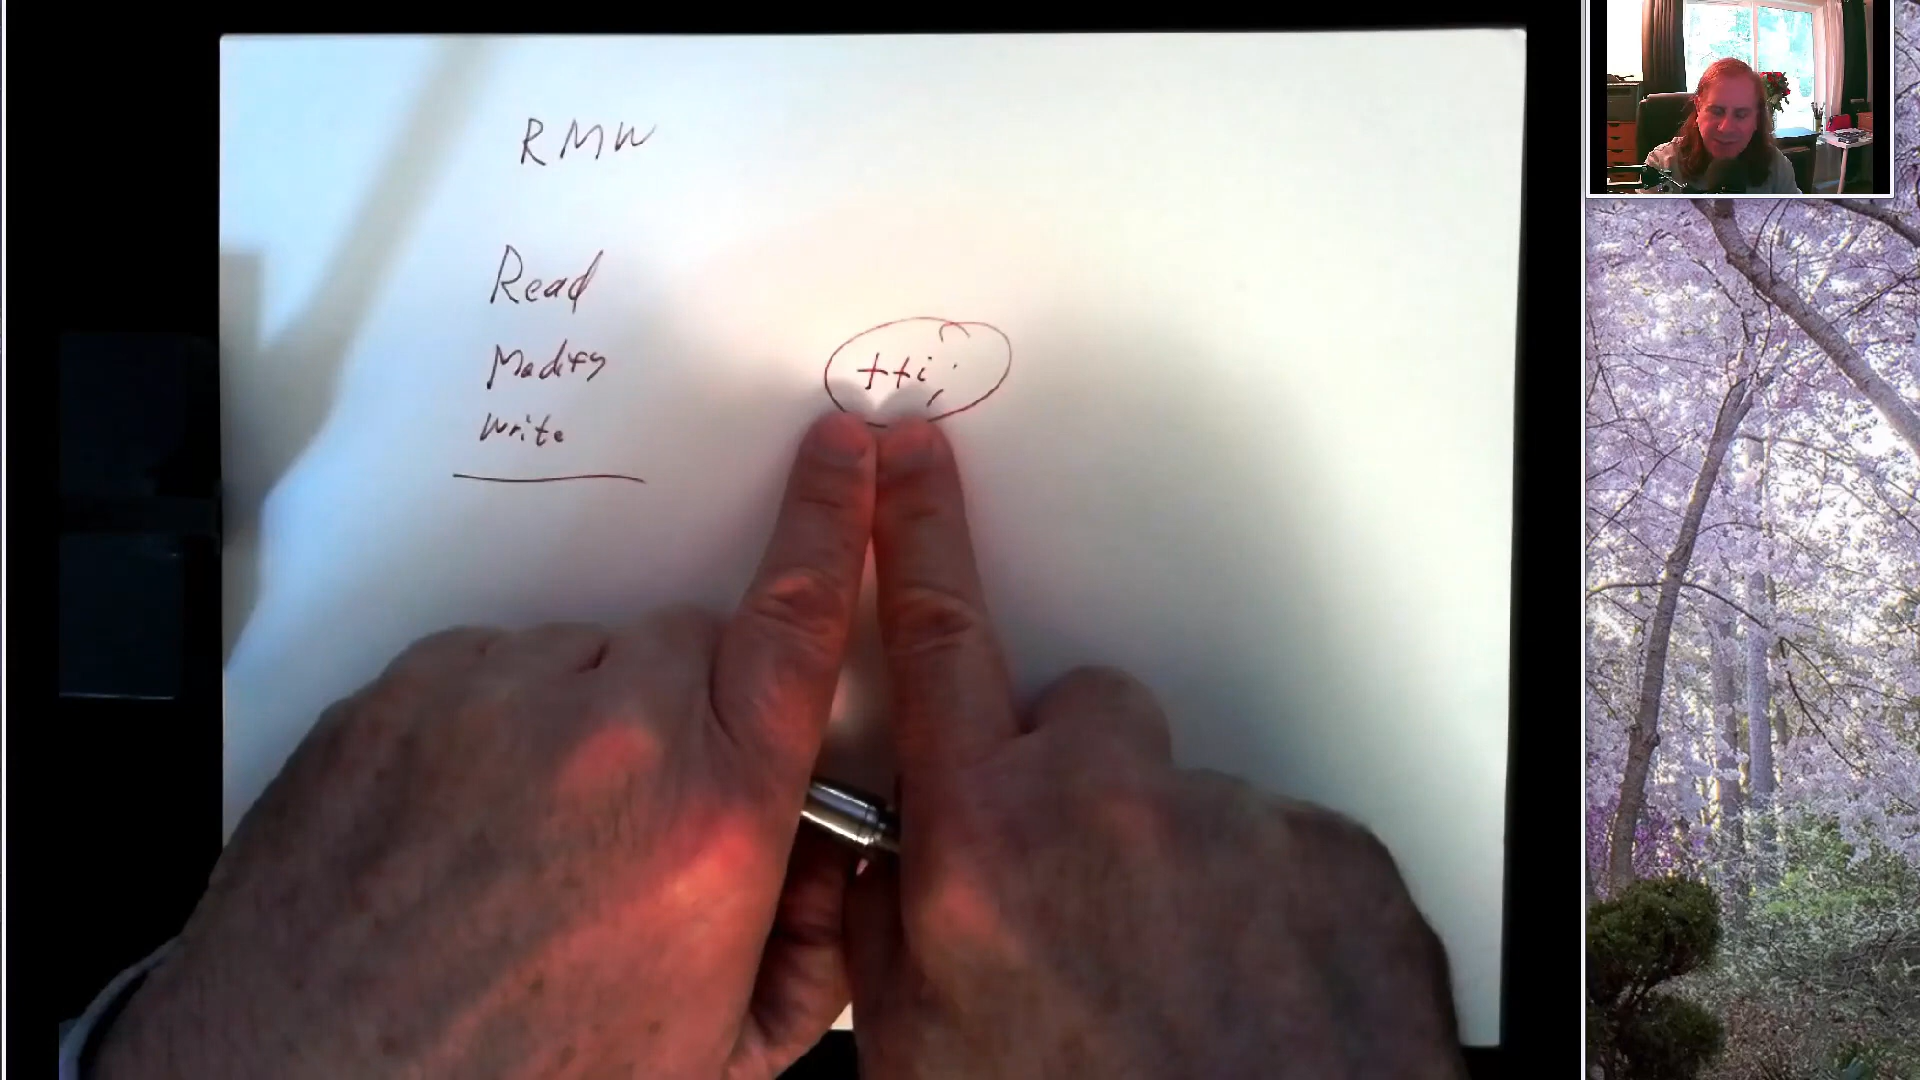 RMW
Read
Modify
Write
++i;